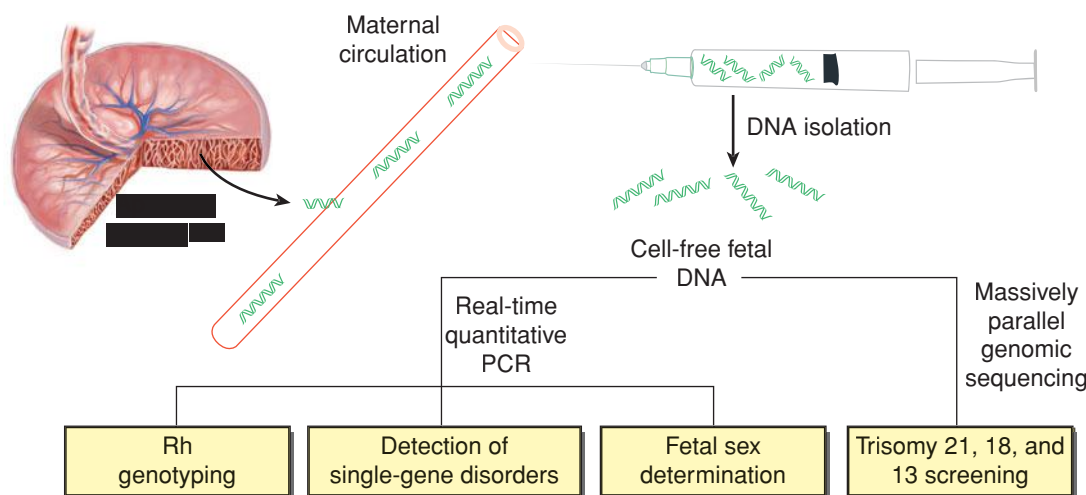 Maternal
circulation
DNA isolation
Cell-free fetal
DNA
Real-time
quantitative
PCR
Massively
parallel
genomic
sequencing
Rh
genotyping
Detection of
single-gene disorders
Fetal sex
determination
Trisomy 21, 18, and
13 screening